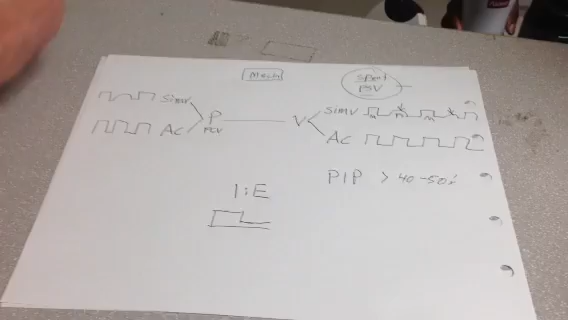 Mech
Spont
PSV
SIMV
P
V
SIMV
AC
PCV
AC
PIP > 40-50's
I:E